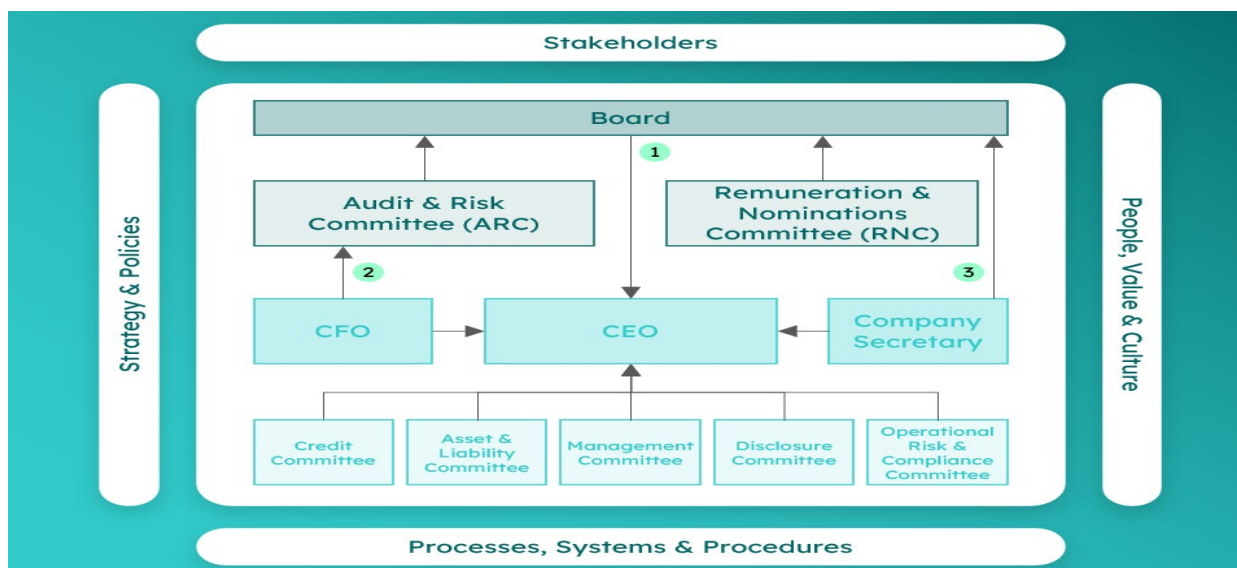 Stakeholders
Strategy & Policies
Board
1
Audit & Risk
Committee (ARC)
Remuneration &
Nominations
Committee (RNC)
2
3
CFO
CEO
Company
Secretary
Credit
Committee
Asset &
Liability
Committee
Management
Committee
Disclosure
Committee
Operational
Risk &
Compliance
Committee
People, Value & Culture
Processes, Systems & Procedures